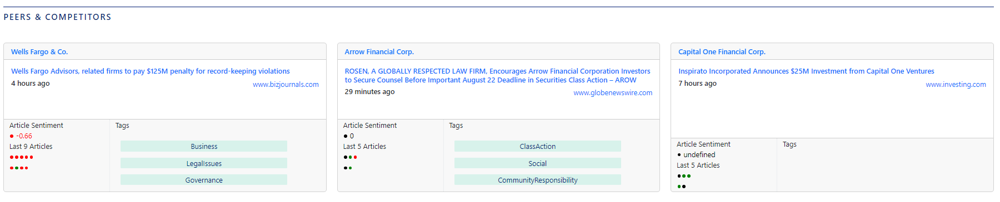 PEERS & COMPETITORS
Wells Fargo & Co.
Wells Fargo Advisors, related firms to pay $125M penalty for record-keeping violations
4 hours ago
www.bizjournals.com
Article Sentiment
-0.66
Last 9 Articles
Tags
Business
LegalIssues
Governance
Arrow Financial Corp.
ROSEN, A GLOBALLY RESPECTED LAW FIRM, Encourages Arrow Financial Corporation Investors
to Secure Counsel Before Important August 22 Deadline in Securities Class Action – AROW
29 minutes ago
www.globenewswire.com
Article Sentiment
0
Last 5 Articles
Tags
ClassAction
Social
CommunityResponsibility
Capital One Financial Corp.
Inspirato Incorporated Announces $25M Investment from Capital One Ventures
7 hours ago
www.investing.com
Article Sentiment
undefined
Last 5 Articles
Tags